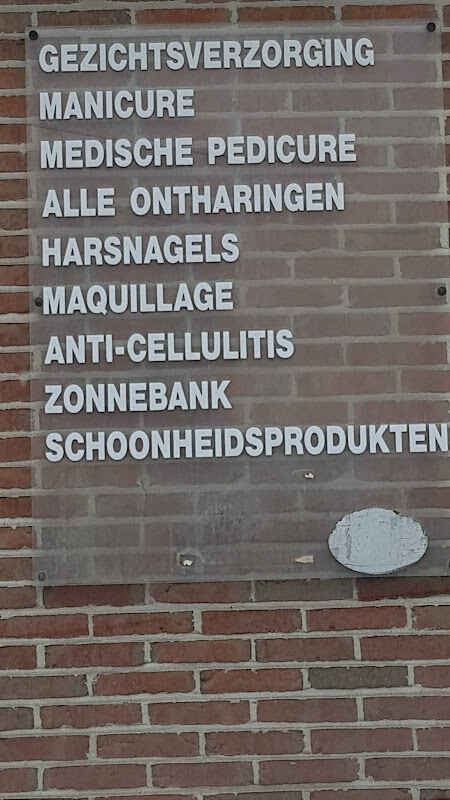 GEZICHTSVERZORGING
MANICURE
MEDISCHE PEDICURE
ALLE ONTHARINGEN
HARSNAGELS
MAQUILLAGE
ANTI-CELLULITIS
ZONNEBANK
SCHOONHEIDSPRODUKTEN